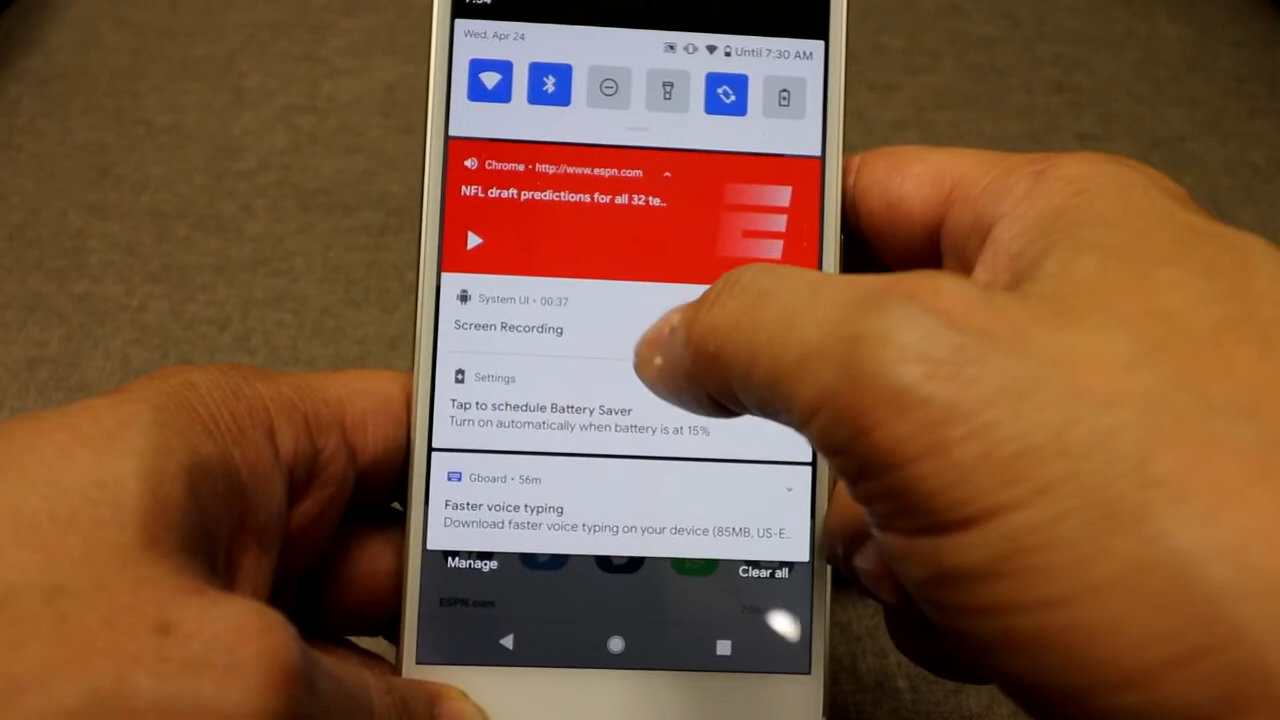 Wed, Apr 24
Until 7:30 AM
Chrome • http://www.espn.com
NFL draft predictions for all 32 te..
System UI • 00:37
Screen Recording
Settings
Tap to schedule Battery Saver
Turn on automatically when battery is at 15%
Gboard • 56m
Faster voice typing
Download faster voice typing on your device (85MB, US-E..
Manage
Clear all
ESPN.com